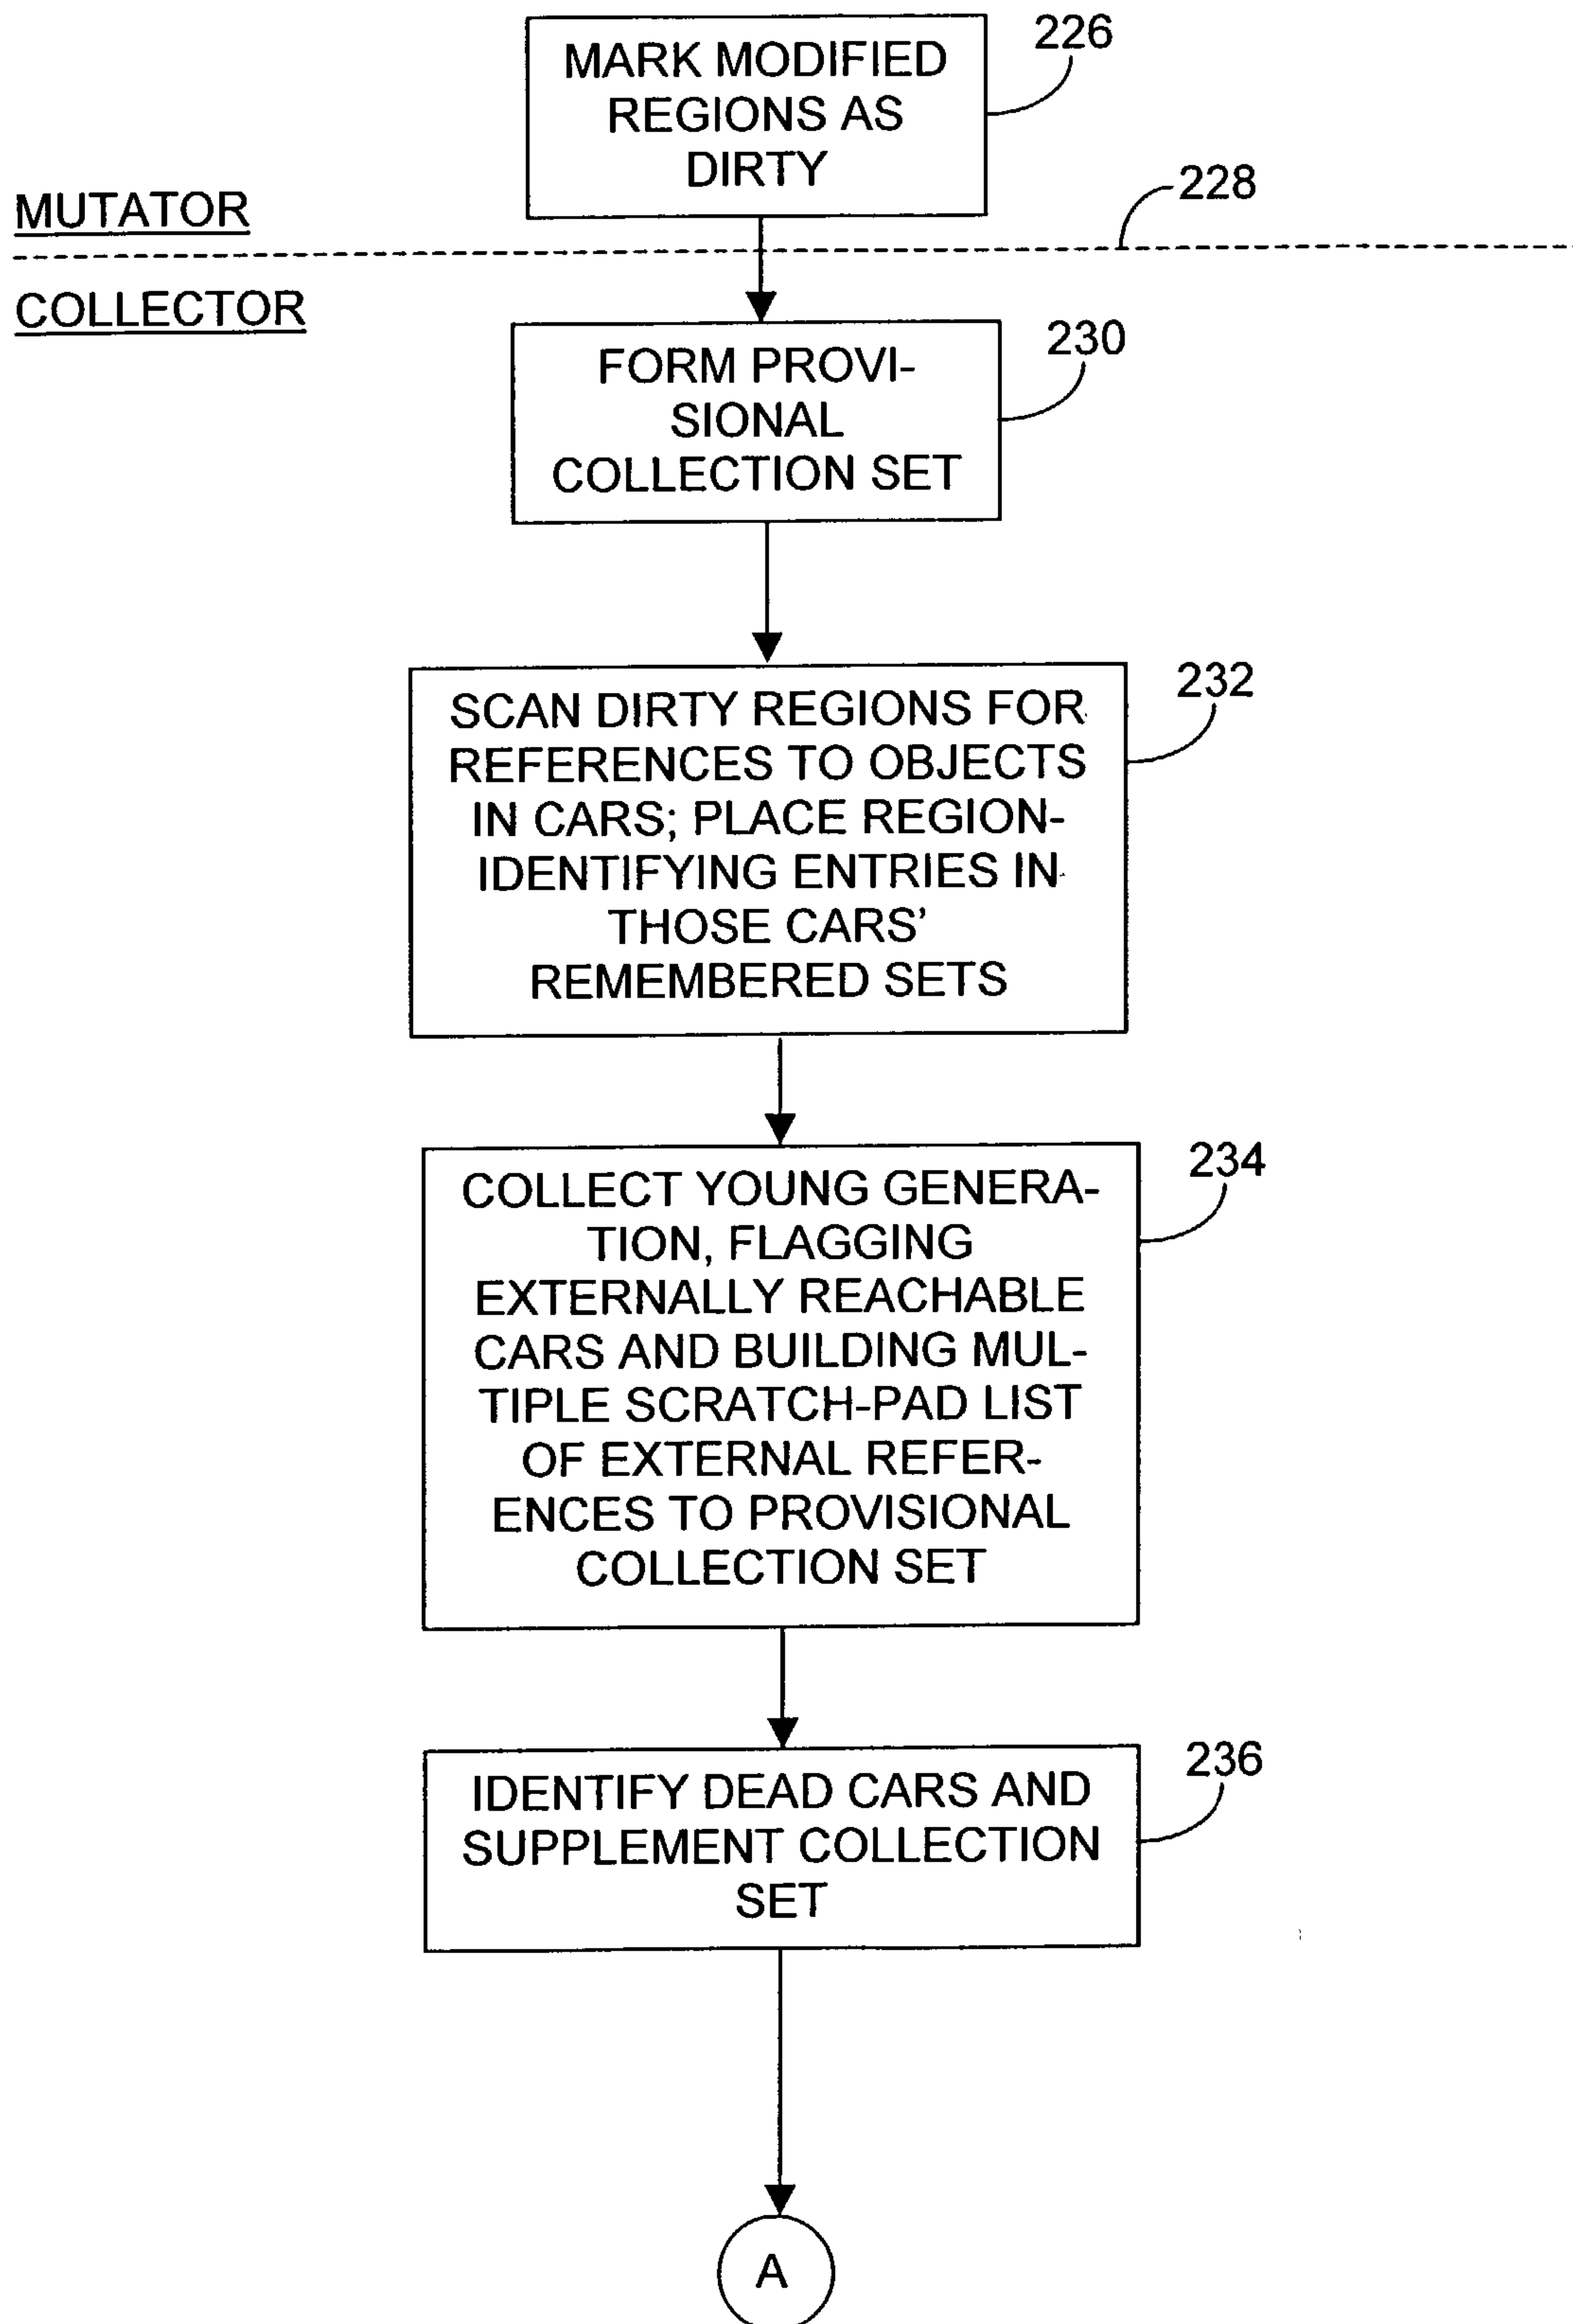 MARK MODIFIED
REGIONS AS
DIRTY
226
MUTATOR
228
COLLECTOR
FORM PROVI-
SIONAL
COLLECTION SET
230
SCAN DIRTY REGIONS FOR
REFERENCES TO OBJECTS
IN CARS; PLACE REGION-
IDENTIFYING ENTRIES IN
THOSE CARS’
REMEMBERED SETS
232
COLLECT YOUNG GENERA-
TION, FLAGGING
EXTERNALLY REACHABLE
CARS AND BUILDING MUL-
TIPLE SCRATCH-PAD LIST
OF EXTERNAL REFER-
ENCES TO PROVISIONAL
COLLECTION SET
234
IDENTIFY DEAD CARS AND
SUPPLEMENT COLLECTION
SET
236
A